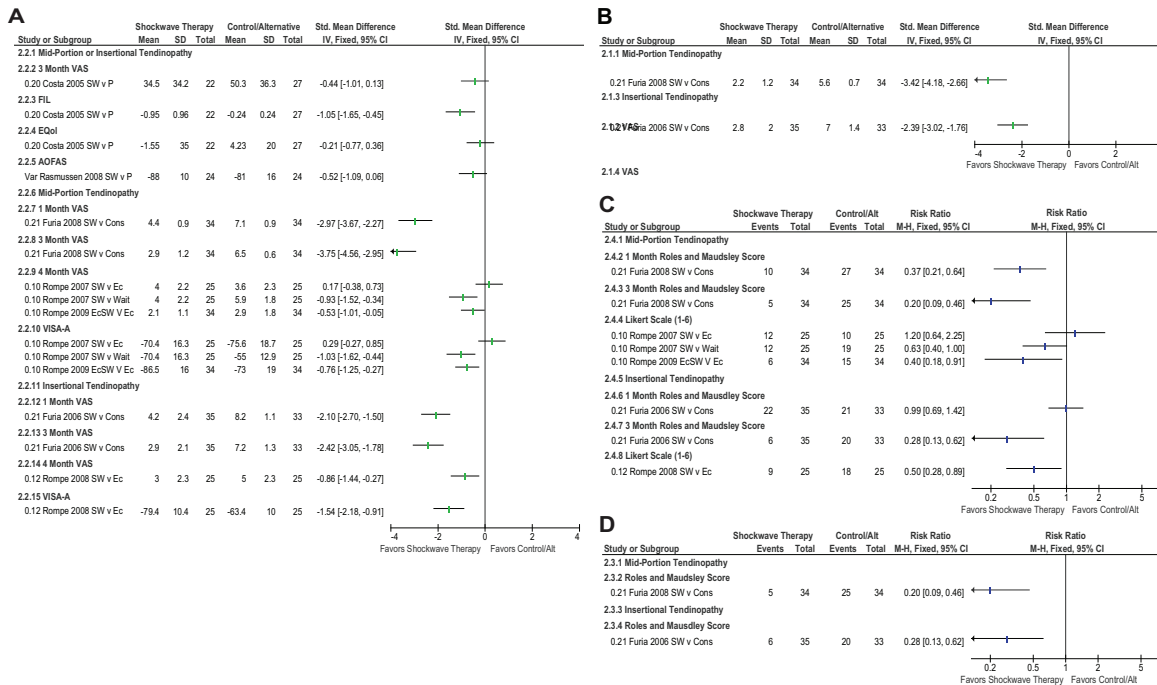 A
Shockwave Therapy Control/Alternative Std. Mean Difference Std. Mean Difference
Study or Subgroup Mean SD Total Mean SD Total IV, Fixed, 95% CI IV, Fixed, 95% CI
2.2.1 Mid-Portion or Insertional Tendinopathy
2.2.2 3 Month VAS
0.20 Costa 2005 SW v P 34.5 34.2 22 50.3 36.3 27 -0.44 [-1.01, 0.13]
2.2.3 FIL
0.20 Costa 2005 SW v P -0.95 0.96 22 -0.24 0.24 27 -1.05 [-1.65, -0.45]
2.2.4 EQol
0.20 Costa 2005 SW v P -1.55 35 22 4.23 20 27 -0.21 [-0.77, 0.36]
2.2.5 AOFAS
Var Rasmussen 2008 SW v P -88 10 24 -81 16 24 -0.52 [-1.09, 0.06]
2.2.6 Mid-Portion Tendinopathy
2.2.7 1 Month VAS
0.21 Furia 2008 SW v Cons 4.4 0.9 34 7.1 0.9 34 -2.97 [-3.67, -2.27]
2.2.8 3 Month VAS
0.21 Furia 2008 SW v Cons 2.9 1.2 34 6.5 0.6 34 -3.75 [-4.56, -2.95]
2.2.9 4 Month VAS
0.10 Rompe 2007 SW v Ec 4 2.2 25 3.6 2.3 25 0.17 [-0.38, 0.73]
0.10 Rompe 2007 SW v Wait 4 2.2 25 5.9 1.8 25 -0.93 [-1.52, -0.34]
0.10 Rompe 2009 EcSW V Ec 2.1 1.1 34 2.9 1.8 34 -0.53 [-1.01, -0.05]
2.2.10 VISA-A
0.10 Rompe 2007 SW v Ec -70.4 16.3 25 -75.6 18.7 25 0.29 [-0.27, 0.85]
0.10 Rompe 2007 SW v Wait -70.4 16.3 25 -55 12.9 25 -1.03 [-1.62, -0.44]
0.10 Rompe 2009 EcSW V Ec -86.5 16 34 -73 19 34 -0.76 [-1.25, -0.27]
2.2.11 Insertional Tendinopathy
2.2.12 1 Month VAS
0.21 Furia 2006 SW v Cons 4.2 2.4 35 8.2 1.1 33 -2.10 [-2.70, -1.50]
2.2.13 3 Month VAS
0.21 Furia 2006 SW v Cons 2.9 2.1 35 7.2 1.3 33 -2.42 [-3.05, -1.78]
2.2.14 4 Month VAS
0.12 Rompe 2008 SW v Ec 3 2.3 25 5 2.3 25 -0.86 [-1.44, -0.27]
2.2.15 VISA-A
0.12 Rompe 2008 SW v Ec -79.4 10.4 25 -63.4 10 25 -1.54 [-2.18, -0.91]
-4 -2 0 2 4
Favors Shockwave Therapy Favors Control/Alt
B
Shockwave Therapy Control/Alternative Std. Mean Difference Std. Mean Difference
Study or Subgroup Mean SD Total Mean SD Total IV, Fixed, 95% CI IV, Fixed, 95% CI
2.1.1 Mid-Portion Tendinopathy
0.21 Furia 2008 SW v Cons 2.2 1.2 34 5.6 0.7 34 -3.42 [-4.18, -2.66]
2.1.3 Insertional Tendinopathy
2.1.2 VAS
0.21 Furia 2006 SW v Cons 2.8 2 35 7 1.4 33 -2.39 [-3.02, -1.76]
-4 -2 0 2
Favors Shockwave Therapy Favors Control/Alt
2.1.4 VAS
C
Shockwave Therapy Control/Alt Risk Ratio Risk Ratio
Study or Subgroup Events Total Events Total M-H, Fixed, 95% CI M-H, Fixed, 95% CI
2.4.1 Mid-Portion Tendinopathy
2.4.2 1 Month Roles and Maudsley Score
0.21 Furia 2008 SW v Cons 10 34 27 34 0.37 [0.21, 0.64]
2.4.3 3 Month Roles and Maudsley Score
0.21 Furia 2008 SW v Cons 5 34 25 34 0.20 [0.09, 0.46]
2.4.4 Likert Scale (1-6)
0.10 Rompe 2007 SW v Ec 12 25 10 25 1.20 [0.64, 2.25]
0.10 Rompe 2007 SW v Wait 12 25 19 25 0.63 [0.40, 1.00]
0.10 Rompe 2009 EcSW V Ec 6 34 15 34 0.40 [0.18, 0.91]
2.4.5 Insertional Tendinopathy
2.4.6 1 Month Roles and Mausdley Score
0.21 Furia 2006 SW v Cons 22 35 21 33 0.99 [0.69, 1.42]
2.4.7 3 Month Roles and Mausdley Score
0.21 Furia 2006 SW v Cons 6 35 20 33 0.28 [0.13, 0.62]
2.4.8 Likert Scale (1-6)
0.12 Rompe 2008 SW v Ec 9 25 18 25 0.50 [0.28, 0.89]
0.2 0.5 1 2 5
Favors Shockwave Therapy Favors Control/Alt
D
Shockwave Therapy Control/Alt Risk Ratio Risk Ratio
Study or Subgroup Events Total Events Total M-H, Fixed, 95% CI M-H, Fixed, 95% CI
2.3.1 Mid-Portion Tendinopathy
2.3.2 Roles and Maudsley Score
0.21 Furia 2008 SW v Cons 5 34 25 34 0.20 [0.09, 0.46]
2.3.3 Insertional Tendinopathy
2.3.4 Roles and Mausdley Score
0.21 Furia 2006 SW v Cons 6 35 20 33 0.28 [0.13, 0.62]
0.2 0.5 1 2 5
Favors Shockwave Therapy Favors Control/Alt